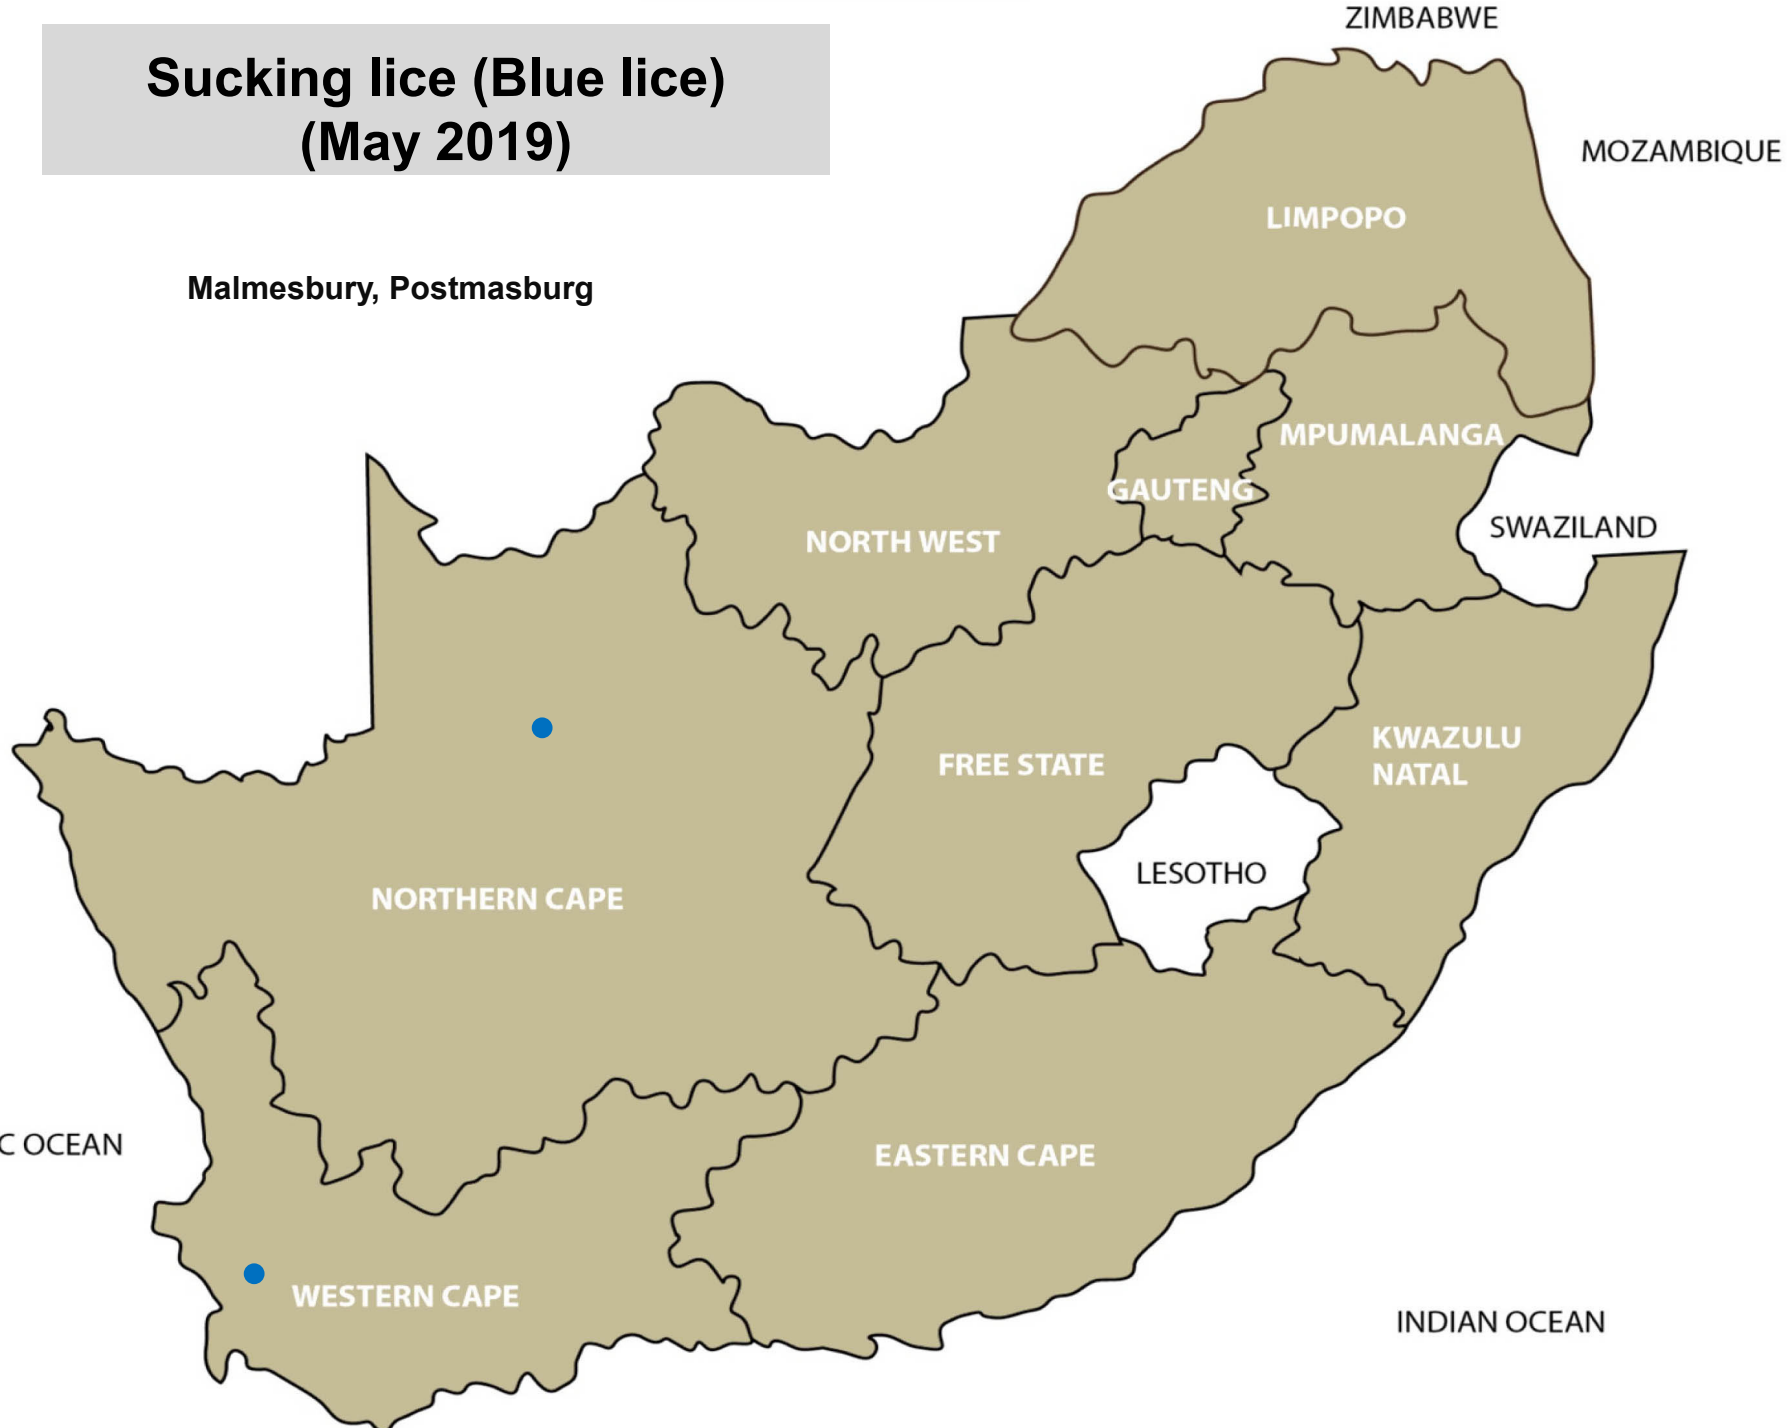 Sucking lice (Blue lice)
(May 2019)
Malmesbury, Postmasburg
ZIMBABWE
MOZAMBIQUE
LIMPOPO
MPUMALANGA
GAUTENG
NORTH WEST
SWAZILAND
KWAZULU
NATAL
FREE STATE
LESOTHO
NORTHERN CAPE
C OCEAN
EASTERN CAPE
WESTERN CAPE
INDIAN OCEAN